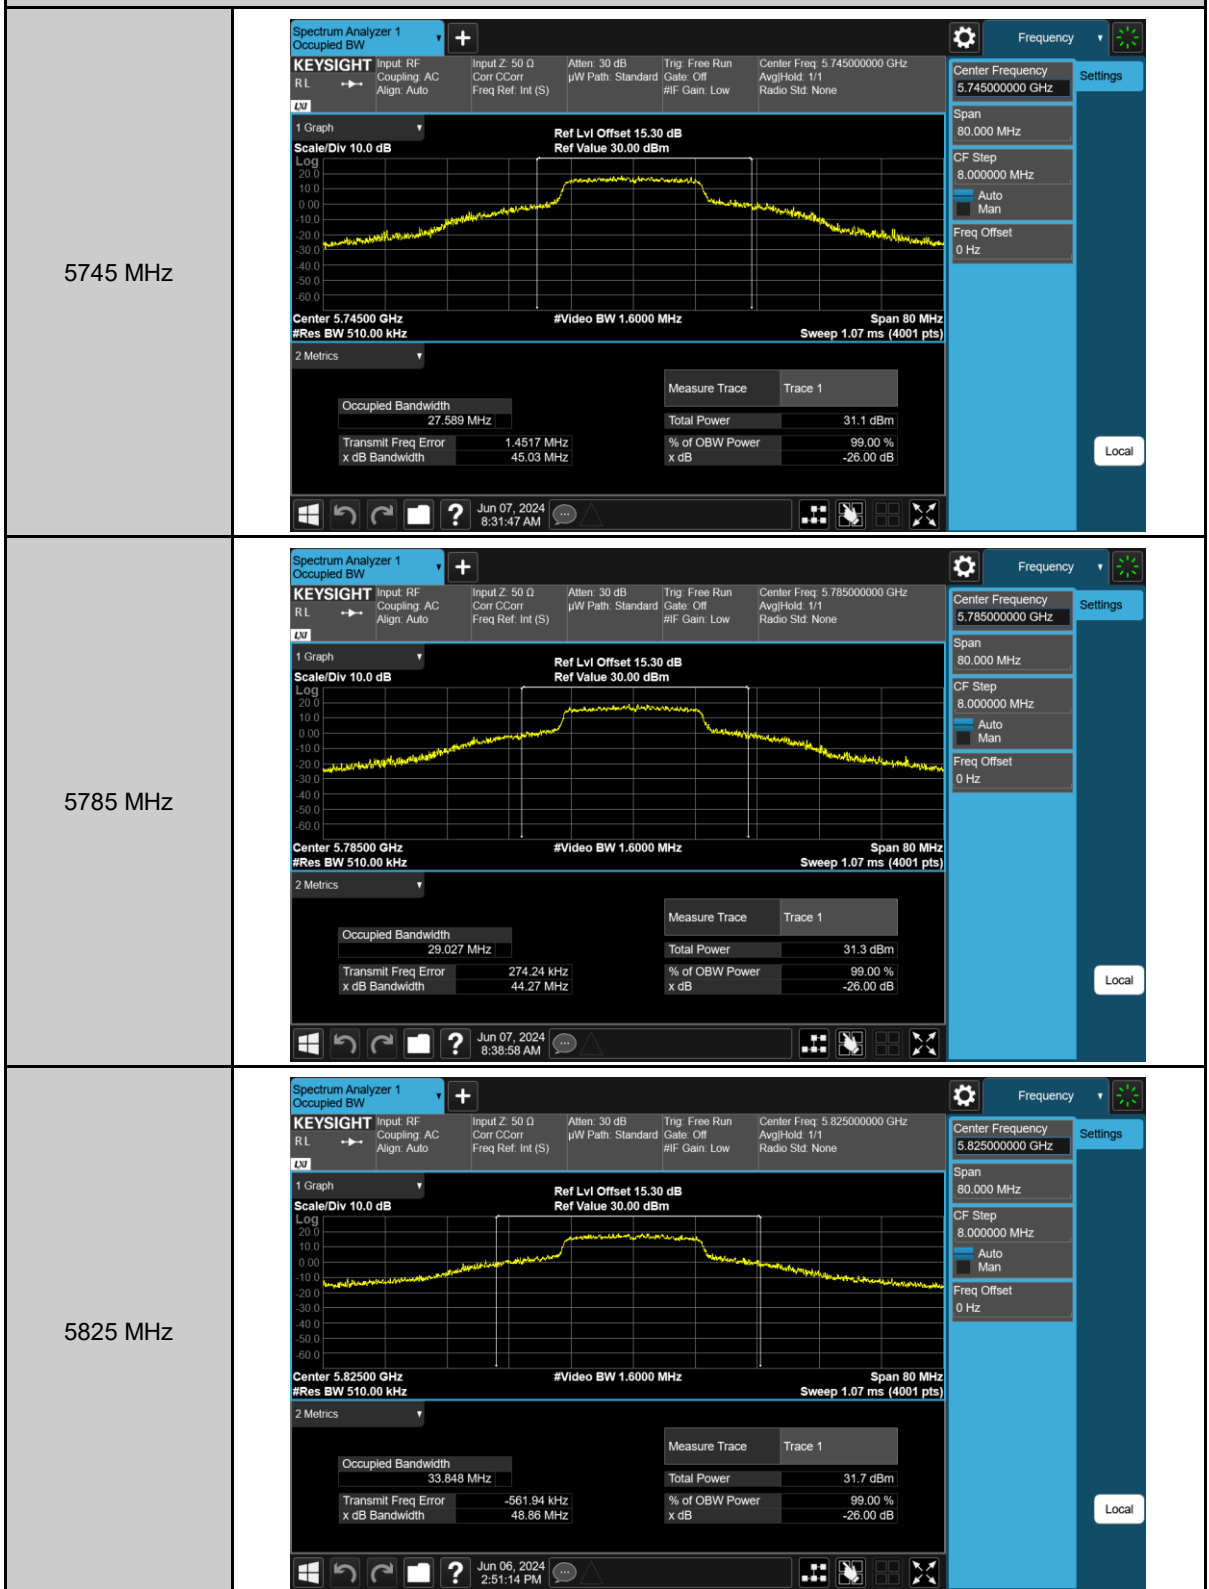 5745 MHz
Spectrum Analyzer 1
Occupied BW
Frequency
KEYSIGHT
RL
LXI
Input: RF
Coupling: AC
Align: Auto
Input Z: 50 Ω
Corr CCorr
Freq Ref: Int (S)
Atten: 30 dB
µW Path: Standard
Trig: Free Run
Gate: Off
#IF Gain: Low
Center Freq: 5.745000000 GHz
Avg|Hold: 1/1
Radio Std: None
Center Frequency
5.745000000 GHz
Settings
Span
80.000 MHz
CF Step
8.000000 MHz
Auto
Man
Freq Offset
0 Hz
Local
1 Graph
Scale/Div 10.0 dB
Ref Lvl Offset 15.30 dB
Ref Value 30.00 dBm
Log
20.0
10.0
0.00
-10.0
-20.0
-30.0
-40.0
-50.0
-60.0
Center 5.74500 GHz
#Video BW 1.6000 MHz
Span 80 MHz
#Res BW 510.00 kHz
Sweep 1.07 ms (4001 pts)
2 Metrics
Measure Trace Trace 1
Occupied Bandwidth
27.589 MHz
Total Power 31.1 dBm
Transmit Freq Error 1.4517 MHz
% of OBW Power 99.00 %
x dB Bandwidth 45.03 MHz
x dB -26.00 dB
Jun 07, 2024
8:31:47 AM
5785 MHz
Spectrum Analyzer 1
Occupied BW
Frequency
KEYSIGHT
RL
LXI
Input: RF
Coupling: AC
Align: Auto
Input Z: 50 Ω
Corr CCorr
Freq Ref: Int (S)
Atten: 30 dB
µW Path: Standard
Trig: Free Run
Gate: Off
#IF Gain: Low
Center Freq: 5.785000000 GHz
Avg|Hold: 1/1
Radio Std: None
Center Frequency
5.785000000 GHz
Settings
Span
80.000 MHz
CF Step
8.000000 MHz
Auto
Man
Freq Offset
0 Hz
Local
1 Graph
Scale/Div 10.0 dB
Ref Lvl Offset 15.30 dB
Ref Value 30.00 dBm
Log
20.0
10.0
0.00
-10.0
-20.0
-30.0
-40.0
-50.0
-60.0
Center 5.78500 GHz
#Video BW 1.6000 MHz
Span 80 MHz
#Res BW 510.00 kHz
Sweep 1.07 ms (4001 pts)
2 Metrics
Measure Trace Trace 1
Occupied Bandwidth
29.027 MHz
Total Power 31.3 dBm
Transmit Freq Error 274.24 kHz
% of OBW Power 99.00 %
x dB Bandwidth 44.27 MHz
x dB -26.00 dB
Jun 07, 2024
8:38:58 AM
5825 MHz
Spectrum Analyzer 1
Occupied BW
Frequency
KEYSIGHT
RL
LXI
Input: RF
Coupling: AC
Align: Auto
Input Z: 50 Ω
Corr CCorr
Freq Ref: Int (S)
Atten: 30 dB
µW Path: Standard
Trig: Free Run
Gate: Off
#IF Gain: Low
Center Freq: 5.825000000 GHz
Avg|Hold: 1/1
Radio Std: None
Center Frequency
5.825000000 GHz
Settings
Span
80.000 MHz
CF Step
8.000000 MHz
Auto
Man
Freq Offset
0 Hz
Local
1 Graph
Scale/Div 10.0 dB
Ref Lvl Offset 15.30 dB
Ref Value 30.00 dBm
Log
20.0
10.0
0.00
-10.0
-20.0
-30.0
-40.0
-50.0
-60.0
Center 5.82500 GHz
#Video BW 1.6000 MHz
Span 80 MHz
#Res BW 510.00 kHz
Sweep 1.07 ms (4001 pts)
2 Metrics
Measure Trace Trace 1
Occupied Bandwidth
33.848 MHz
Total Power 31.7 dBm
Transmit Freq Error -561.94 kHz
% of OBW Power 99.00 %
x dB Bandwidth 48.86 MHz
x dB -26.00 dB
Jun 06, 2024
2:51:14 PM